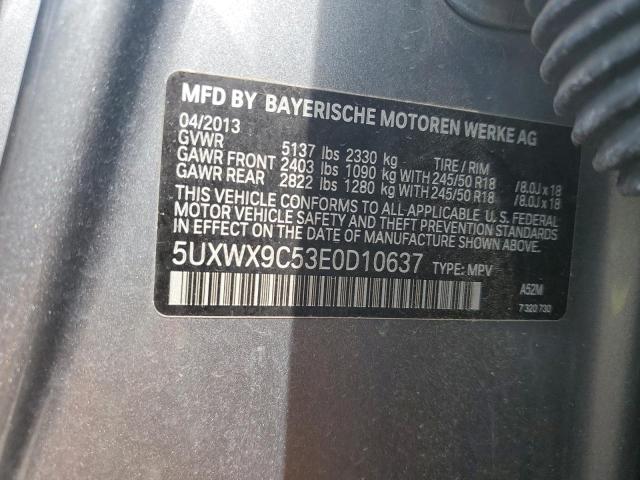 MFD BY BAYERISCHE MOTOREN WERKE AG
04/2013
GVWR 5137 lbs 2330 kg TIRE / RIM
GAWR FRONT 2403 lbs 1090 kg WITH 245/50 R18 /8.0J x 18
GAWR REAR 2822 lbs 1280 kg WITH 245/50 R18 /8.0J x 18
THIS VEHICLE CONFORMS TO ALL APPLICABLE U.S. FEDERAL
MOTOR VEHICLE SAFETY AND THEFT PREVENTION STANDARDS
IN EFFECT ON THE DATE OF MANUFACTURE SHOWN ABOVE.
5UXWX9C53E0D10637 TYPE: MPV
A52M
7 320 730